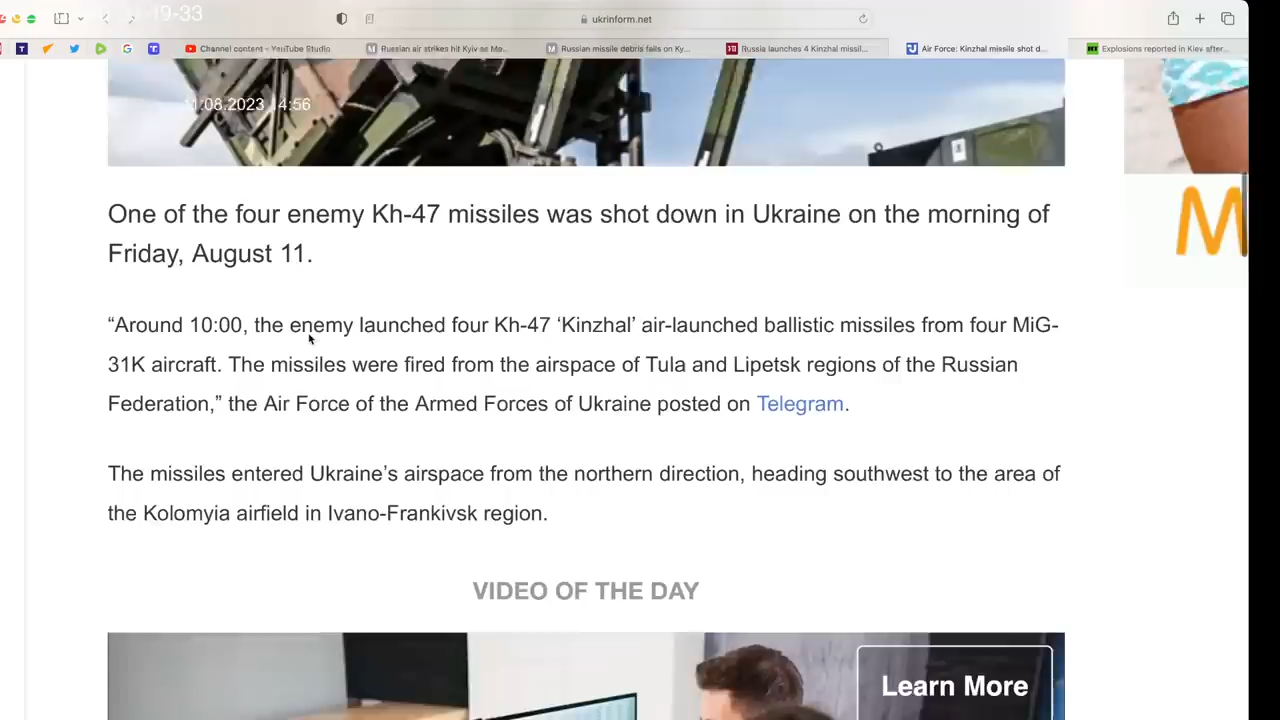 19-33
ukrinform.net
Channel content - YouTube Studio
Russian air strikes hit Kyiv as Mo...
Russian missile debris falls on Ky...
Russia launches 4 Kinzhal missil...
Air Force: Kinzhal missile shot d...
Explosions reported in Kiev after...
11.08.2023 14:56
One of the four enemy Kh-47 missiles was shot down in Ukraine on the morning of
Friday, August 11.
“Around 10:00, the enemy launched four Kh-47 ‘Kinzhal’ air-launched ballistic missiles from four MiG-
31K aircraft. The missiles were fired from the airspace of Tula and Lipetsk regions of the Russian
Federation,” the Air Force of the Armed Forces of Ukraine posted on Telegram.
The missiles entered Ukraine’s airspace from the northern direction, heading southwest to the area of
the Kolomyia airfield in Ivano-Frankivsk region.
VIDEO OF THE DAY
Learn More
M